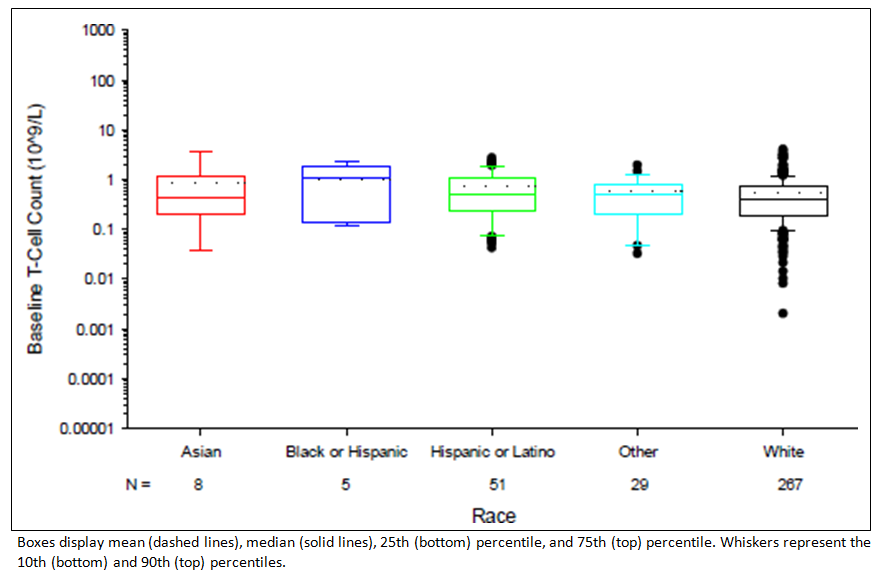 1000
100
10
1
0.1
0.01
0.001
0.0001
0.00001
Baseline T-Cell Count (10^9/L)
Asian Black or Hispanic Hispanic or Latino Other White
N = 8 5 51 29 267
Race
Boxes display mean (dashed lines), median (solid lines), 25th (bottom) percentile, and 75th (top) percentile. Whiskers represent the
10th (bottom) and 90th (top) percentiles.